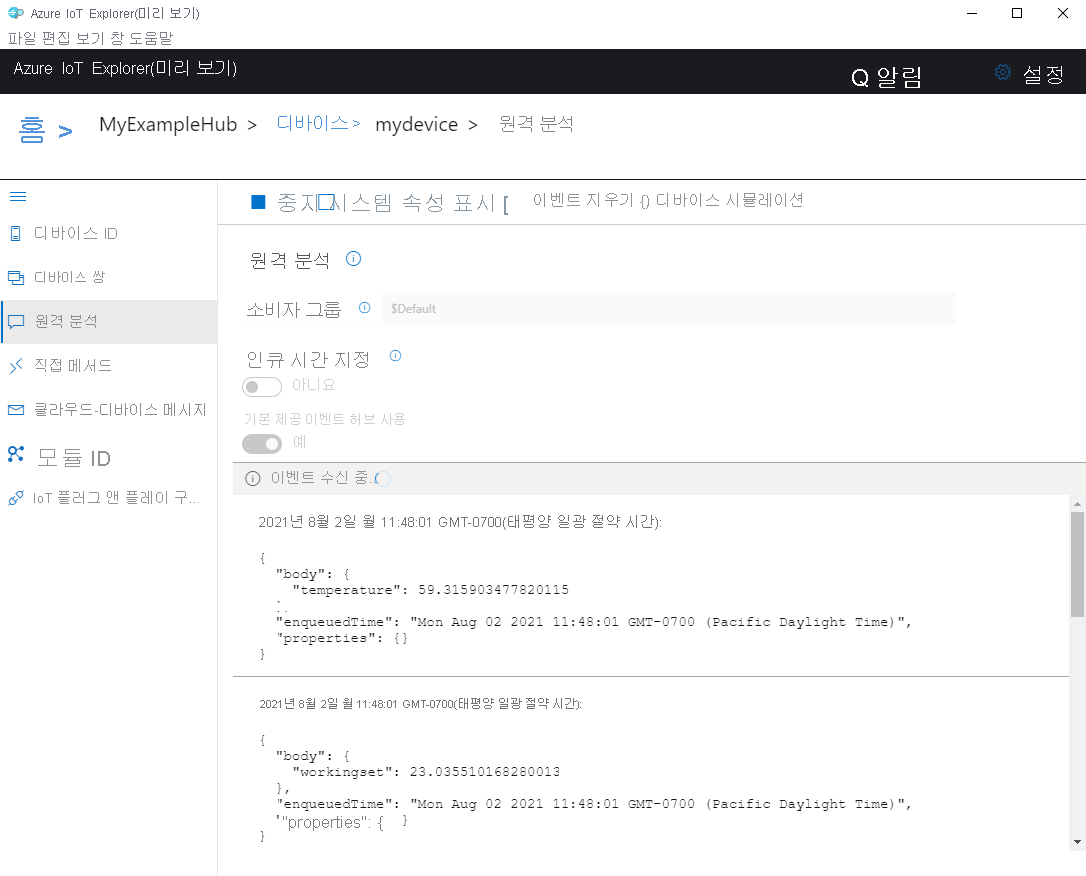 Azure IoT Explorer(미리 보기)
파일 편집 보기 창 도움말
Azure IoT Explorer(미리 보기)
Q 알림 설정
홈 > MyExampleHub > 디바이스 > mydevice > 원격 분석
중지 시스템 속성 표시 [ 이벤트 지우기 {} 디바이스 시뮬레이션
디바이스 ID
디바이스 쌍
원격 분석
직접 메서드
클라우드-디바이스 메시지
모듈 ID
IoT 플러그 앤 플레이 구...
원격 분석
소비자 그룹 $Default
인큐 시간 지정
아니요
기본 제공 이벤트 허브 사용
예
이벤트 수신 중..
2021년 8월 2일 월 11:48:01 GMT-0700(태평양 일광 절약 시간):
{
"body": {
"temperature": 59.315903477820115
`.
"enqueuedTime": "Mon Aug 02 2021 11:48:01 GMT-0700 (Pacific Daylight Time)",
"properties": {}
}
2021년 8월 2일 월 11:48:01 GMT-0700(태평양 일광 절약 시간):
{
"body": {
"workingset": 23.035510168280013
},
"enqueuedTime": "Mon Aug 02 2021 11:48:01 GMT-0700 (Pacific Daylight Time)",
'"properties": { }
}